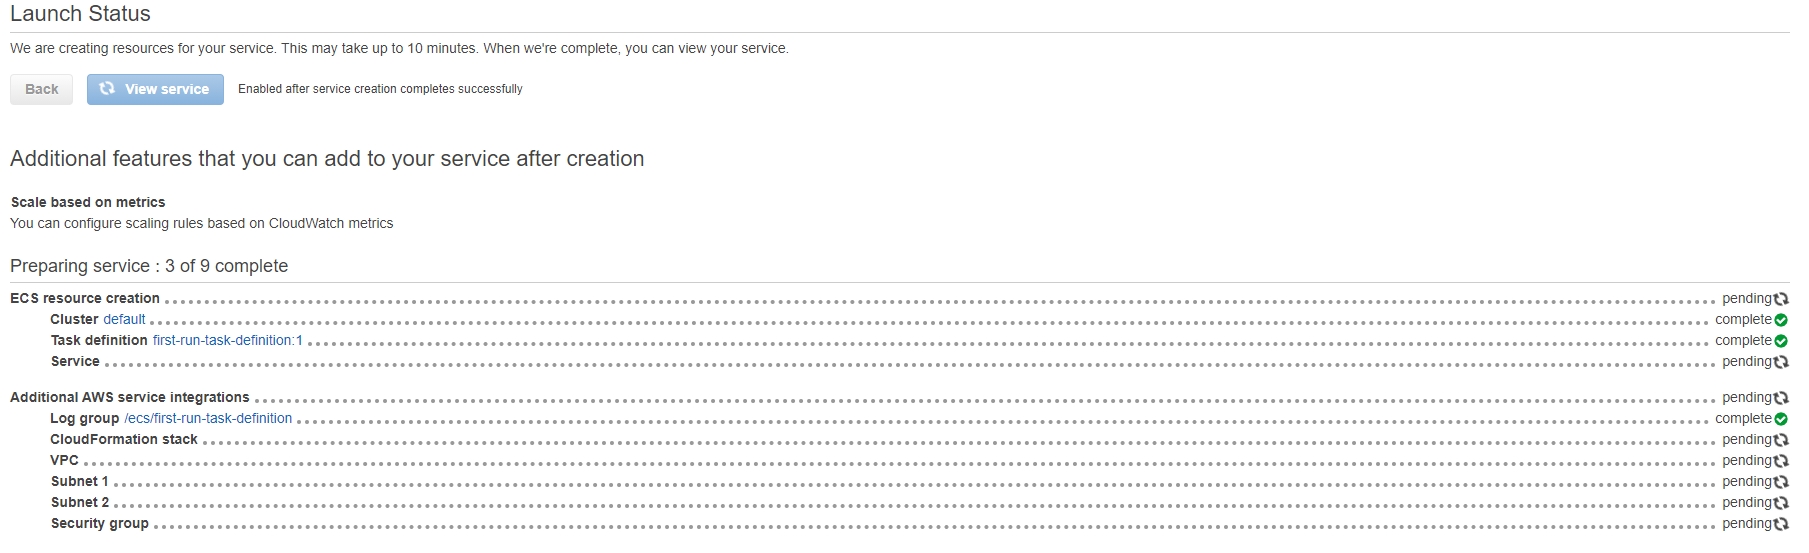 Launch Status
We are creating resources for your service. This may take up to 10 minutes. When we're complete, you can view your service.
Back View service Enabled after service creation completes successfully
Additional features that you can add to your service after creation
Scale based on metrics
You can configure scaling rules based on CloudWatch metrics
Preparing service : 3 of 9 complete
ECS resource creation pending
Cluster default complete
Task definition first-run-task-definition:1 complete
Service pending
Additional AWS service integrations pending
Log group /ecs/first-run-task-definition complete
CloudFormation stack pending
VPC pending
Subnet 1 pending
Subnet 2 pending
Security group pending